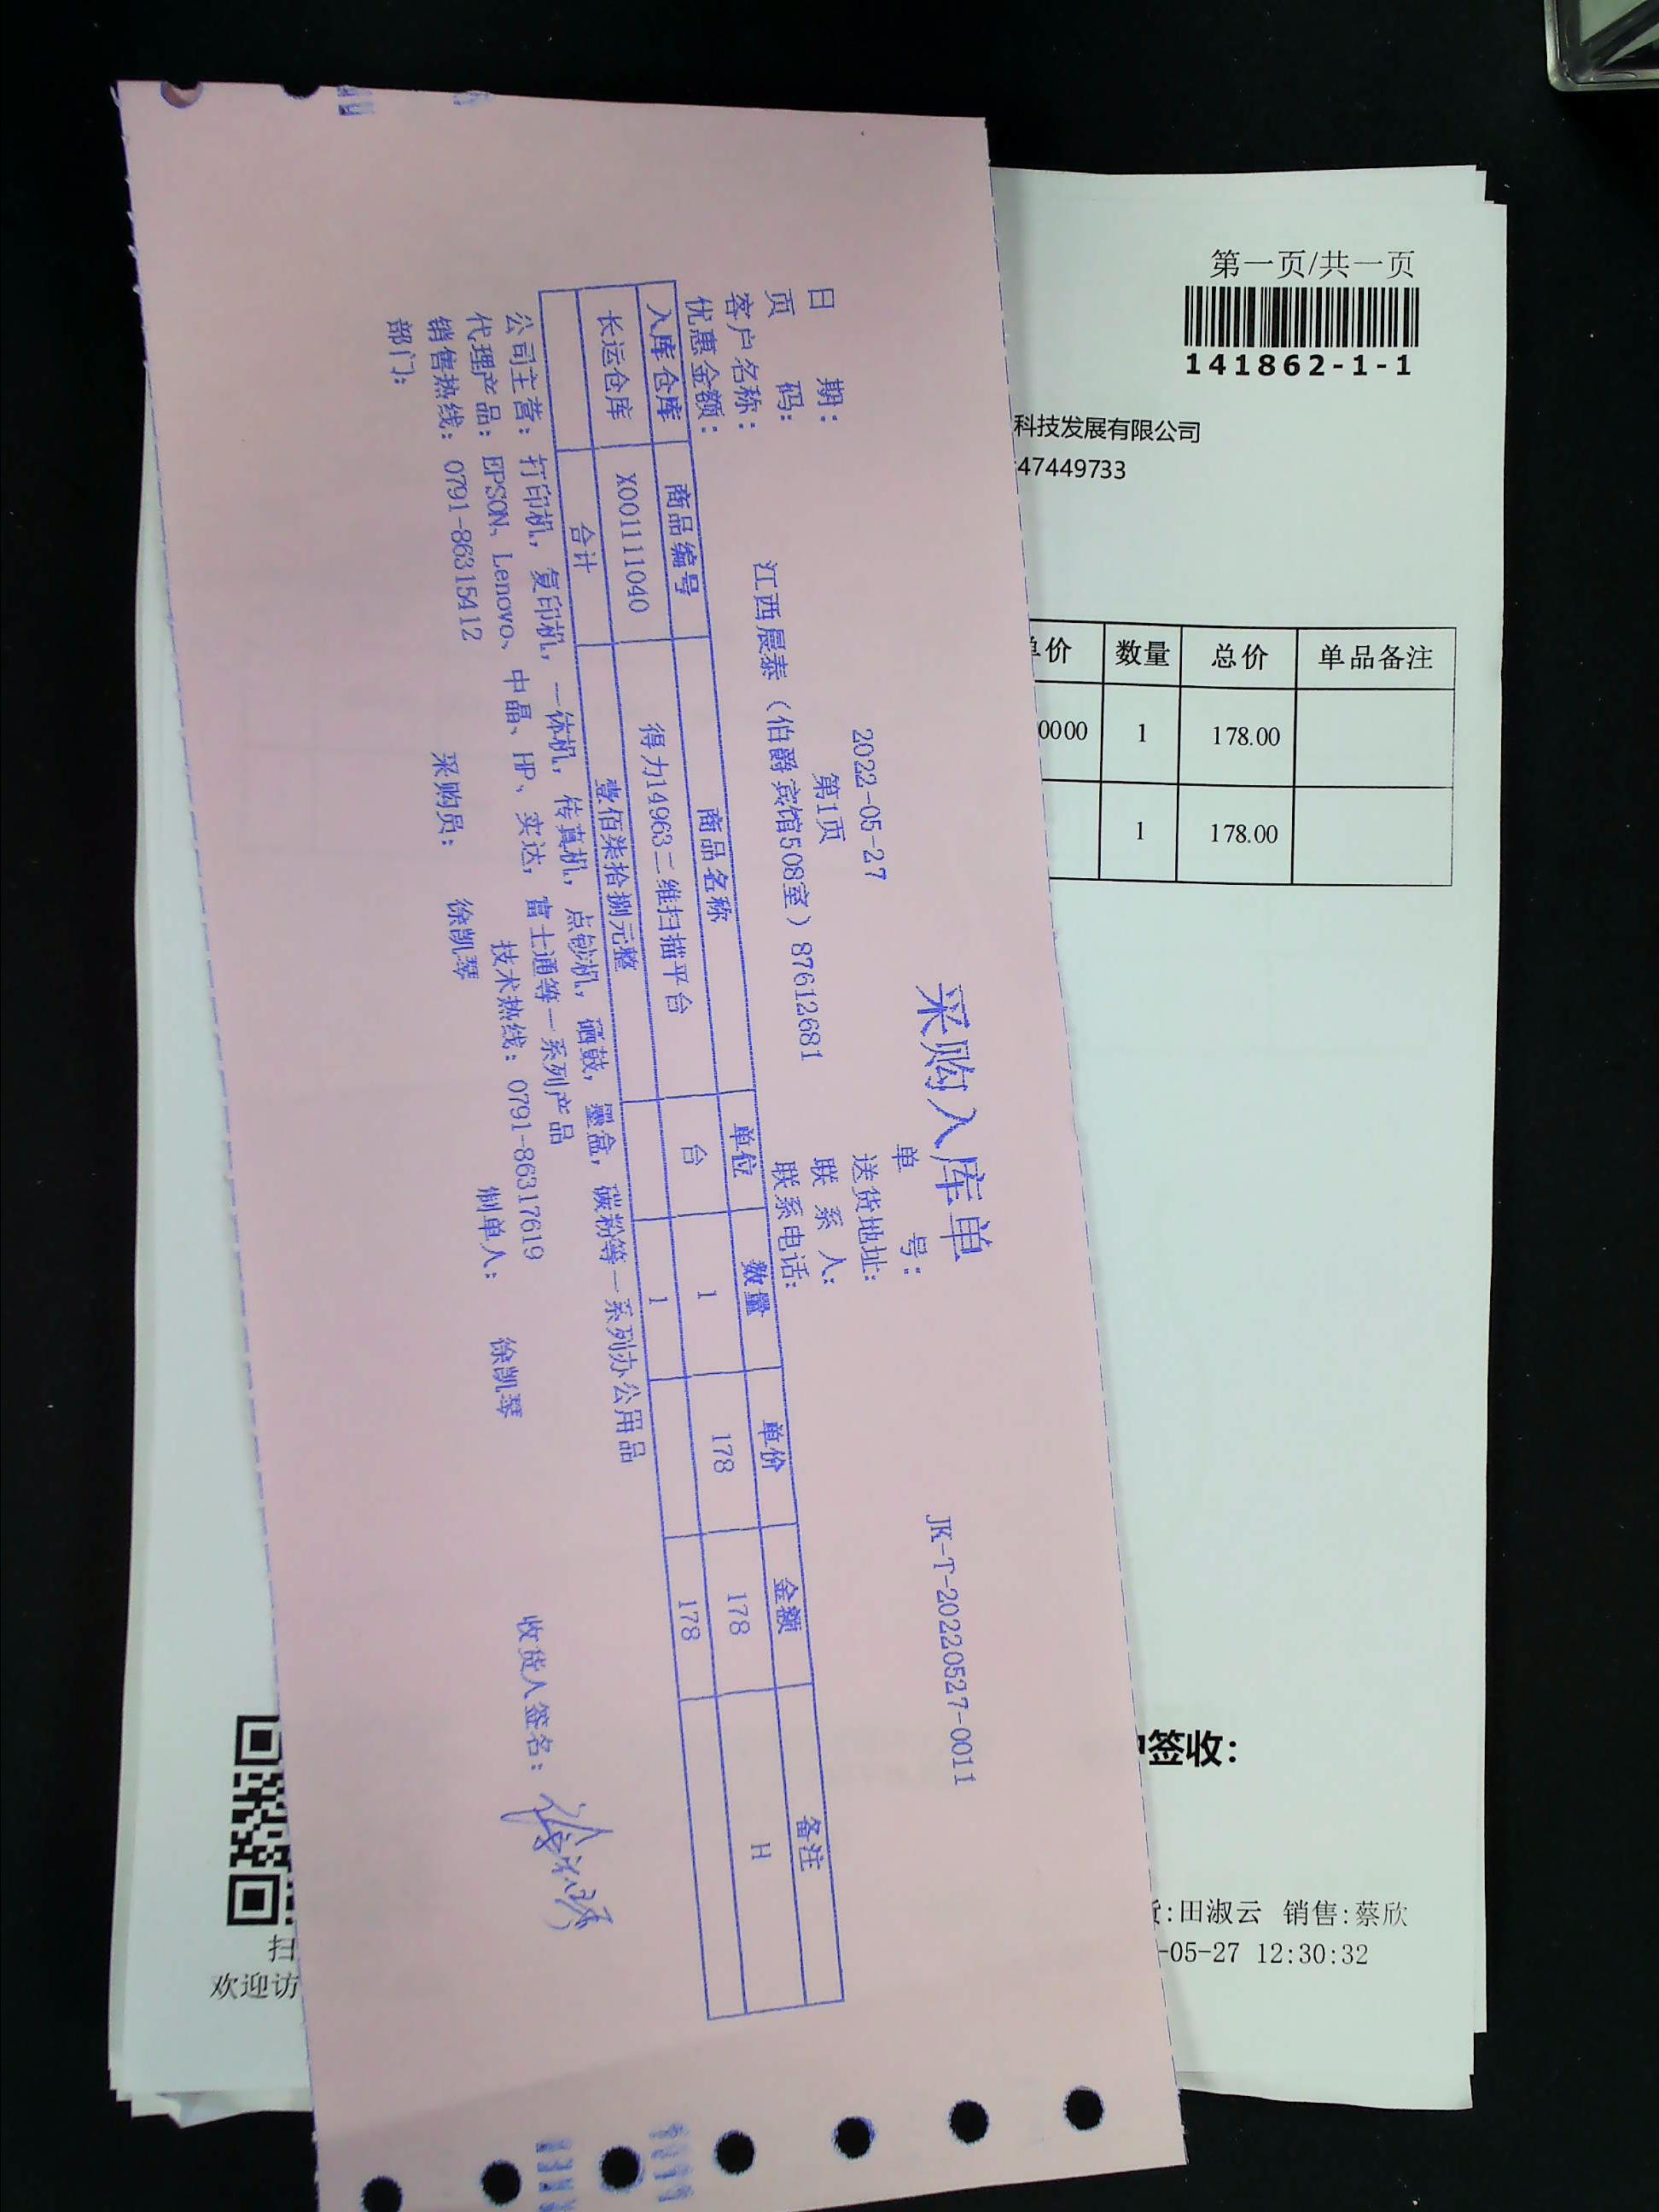 采购入库单
日 期: 2022-05-27 单 号: JK-T-20220527-0011
页 码: 第1页 送货地址:
客户名称: 江西晨泰(伯爵宾馆508室)87612681 联 系 人:
优惠金额: 联系电话:
入库仓库 商品编号 商品名称 单位 数量 单价 金额 备注
长运仓库 X00111040 得力14963二维扫描平台 台 1 178 178 H
合计 壹佰柒拾捌元整 1 178
公司主营: 打印机, 复印机, 一体机, 传真机, 点钞机, 硒鼓, 墨盒, 碳粉等一系列办公用品
代理产品: EPSON、Lenovo、中晶、HP、实达, 富士通等一系列产品
销售热线: 0791-86315412 技术热线: 0791-86317619
部门: 采购员: 徐凯琴 制单人: 徐凯琴 收货人签名:
第一页/共一页
141862-1-1
科技发展有限公司
47449733
价 数量 总价 单品备注
0000 1 178.00
1 178.00
签收:
:田淑云 销售:蔡欣
-05-27 12:30:32
扫
欢迎访